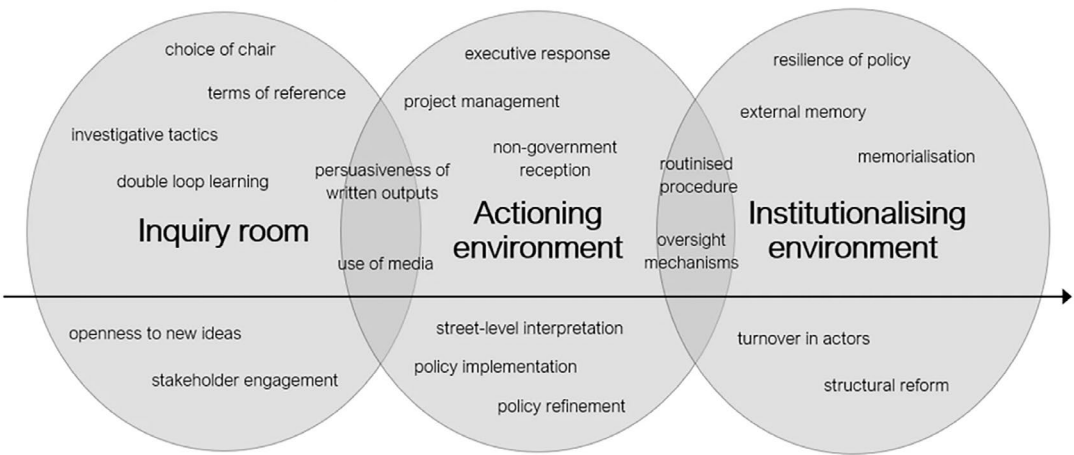 choice of chair
terms of reference
investigative tactics
double loop learning
Inquiry room
openness to new ideas
stakeholder engagement
persuasiveness of
written outputs
use of media
executive response
project management
non-government
reception
Actioning
environment
street-level interpretation
policy implementation
policy refinement
routinised
procedure
oversight
mechanisms
resilience of policy
external memory
memorialisation
Institutionalising
environment
turnover in actors
structural reform